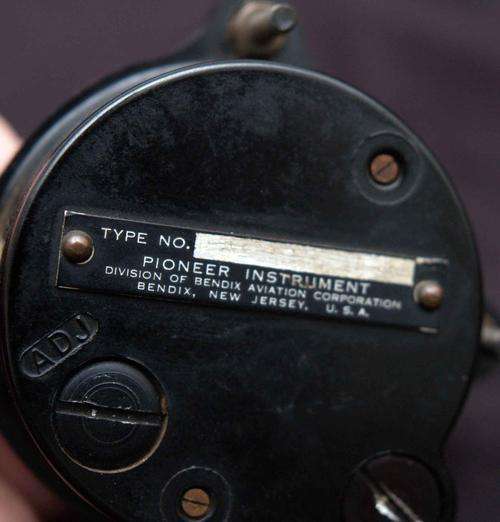 TYPE NO.
PIONEER INSTRUMENT
DIVISION OF BENDIX AVIATION CORPORATION
BENDIX, NEW JERSEY, U. S. A.
ADJ